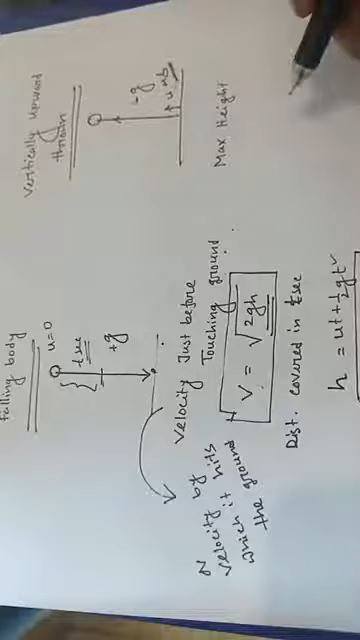 Falling body
u=0
t sec
+g
Velocity Just before
Touching ground
V = √2gh
N
velocity by
which it hits
the ground
Dist. covered in t sec
h = ut + ½gt²
Vertically upward
thrown
-g
u
Max Height